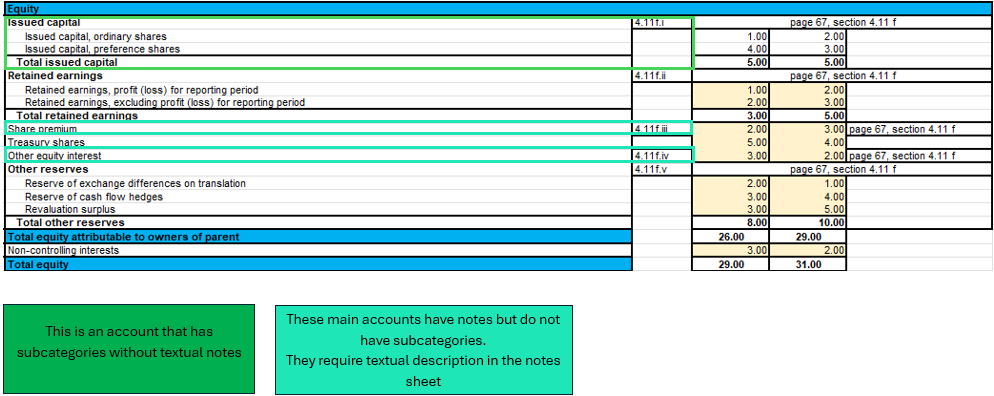 Equity
Issued capital 4.11f.i page 67, section 4.11 f
Issued capital, ordinary shares 1.00 2.00
Issued capital, preference shares 4.00 3.00
Total issued capital 5.00 5.00
Retained earnings 4.11f.ii page 67, section 4.11 f
Retained earnings, profit (loss) for reporting period 1.00 2.00
Retained earnings, excluding profit (loss) for reporting period 2.00 3.00
Total retained earnings 3.00 5.00
Share premium 4.11f.iii 2.00 3.00 page 67, section 4.11 f
Treasury shares 5.00 4.00
Other equity interest 4.11f.iv 3.00 2.00 page 67, section 4.11 f
Other reserves 4.11f.v page 67, section 4.11 f
Reserve of exchange differences on translation 2.00 1.00
Reserve of cash flow hedges 3.00 4.00
Revaluation surplus 3.00 5.00
Total other reserves 8.00 10.00
Total equity attributable to owners of parent 26.00 29.00
Non-controlling interests 3.00 2.00
Total equity 29.00 31.00
This is an account that has
subcategories without textual notes
These main accounts have notes but do not
have subcategories.
They require textual description in the notes
sheet